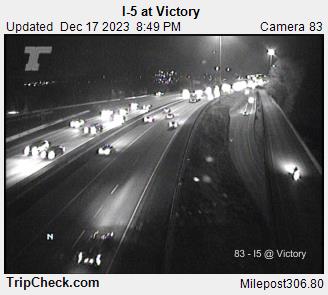 I-5 at Victory
Updated Dec 17 2023 8:49 PM Camera 83
T
N
83 - I5 @ Victory
TripCheck.com Milepost306.80